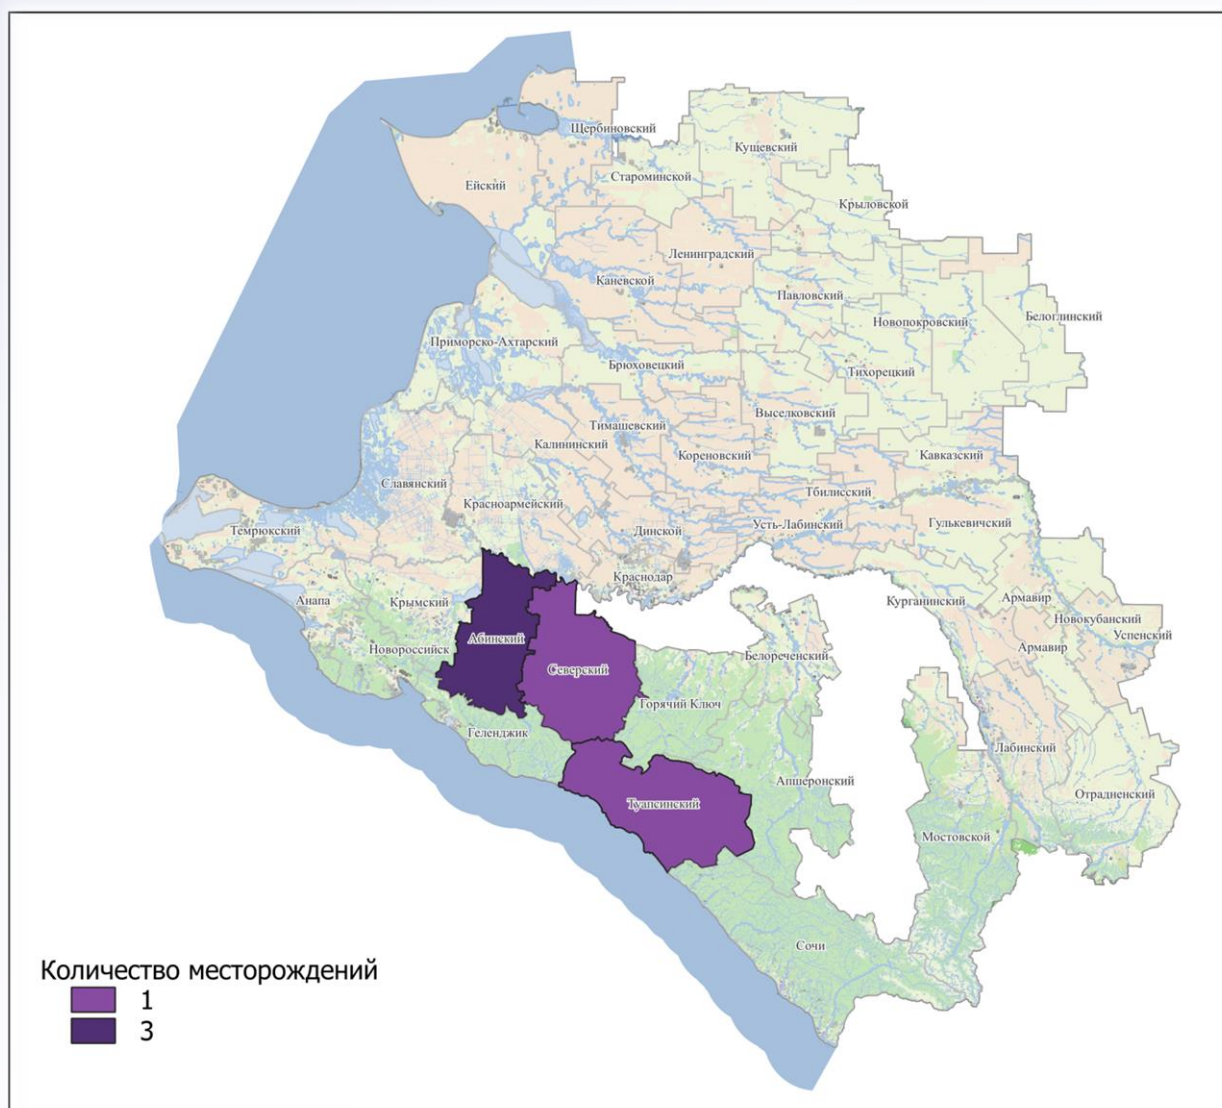 Щербиновский
Кущевский
Староминской
Ейский
Крыловской
Ленинградский
Каневской
Павловский
Новопокровский
Белоглинский
Приморско-Ахтарский
Брюховецкий
Тихорецкий
Выселковский
Тимашевский
Калининский
Кореновский
Кавказский
Славянский
Тбилисский
Красноармейский
Усть-Лабинский
Гулькевичский
Темрюкский
Динской
Краснодар
Анапа
Крымский
Курганинский
Армавир
Новокубанский
Успенский
Абинский
Новороссийск
Армавир
Белореченский
Северский
Горячий Ключ
Геленджик
Лабинский
Апшеронский
Отрадненский
Туапсинский
Мостовской
Сочи
Количество месторождений
1
3